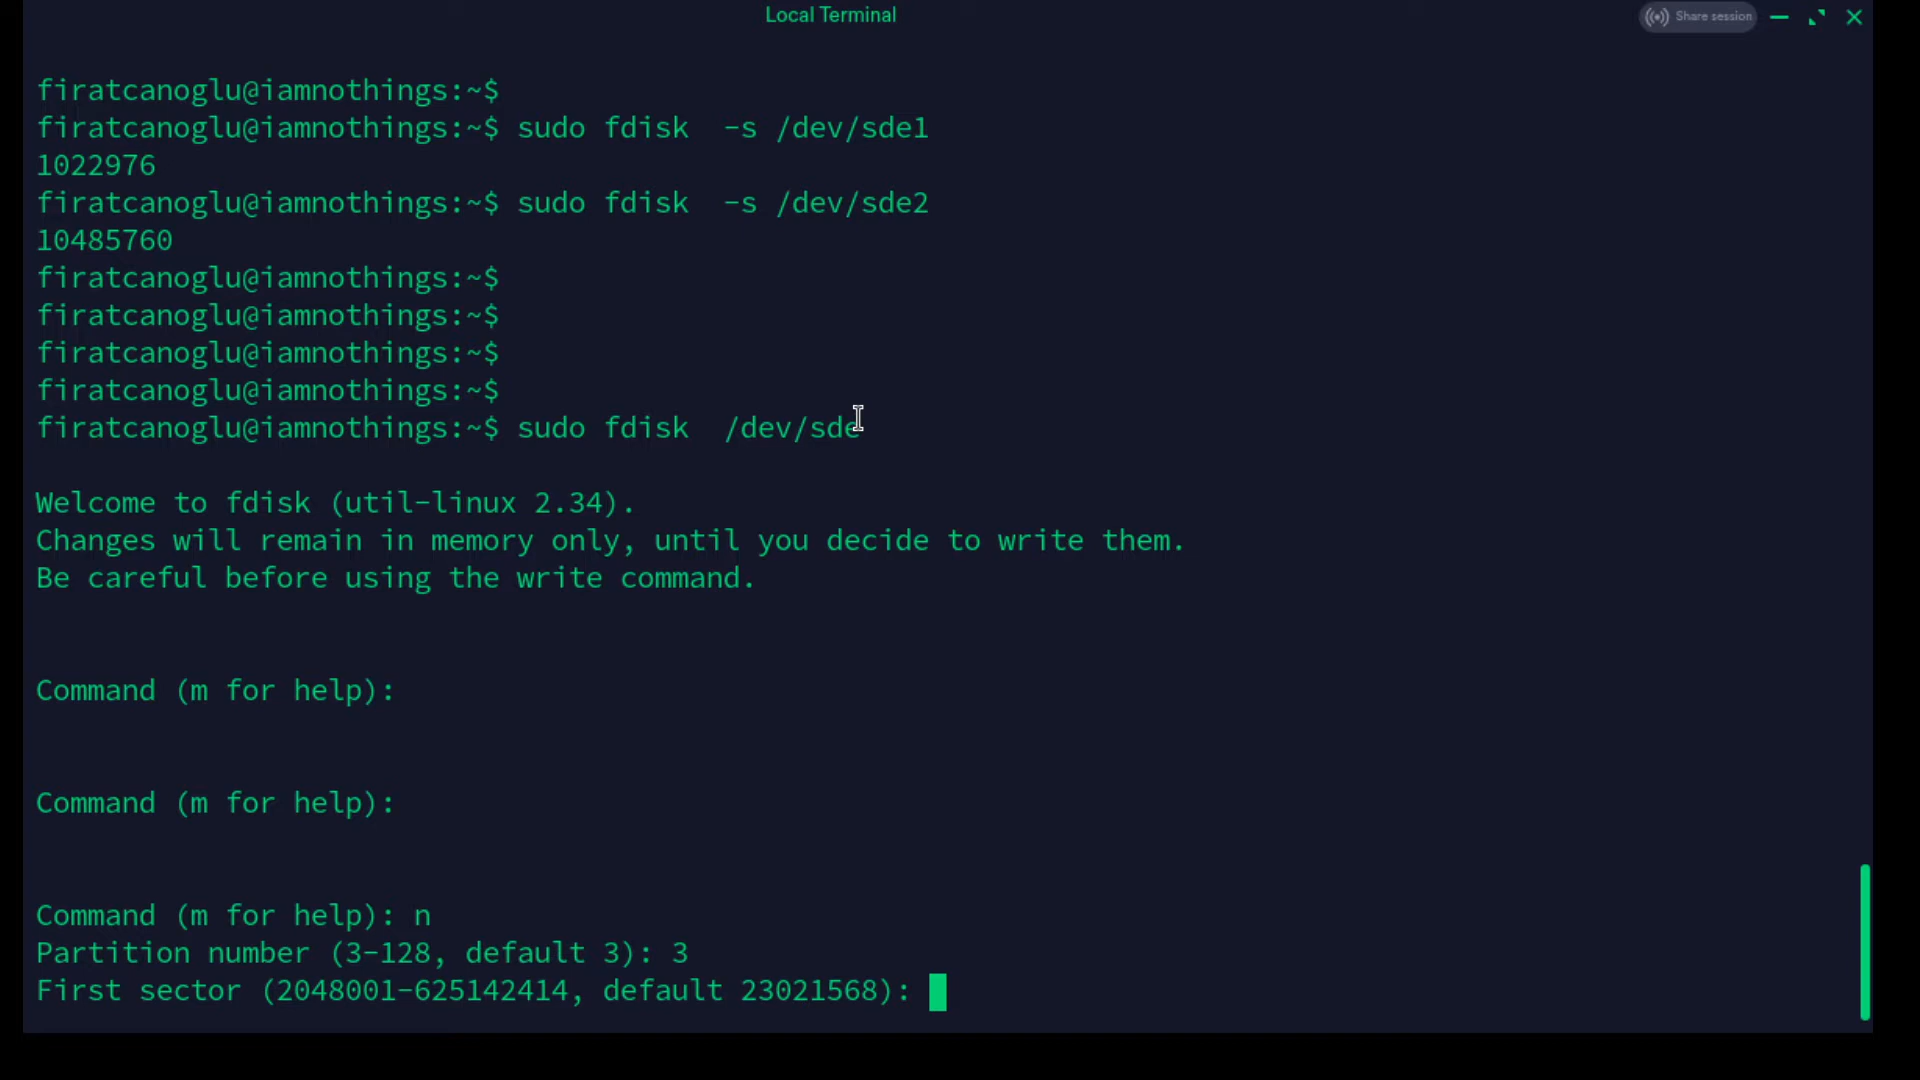 Local Terminal
Share session
firatcanoglu@iamnothings:~$
firatcanoglu@iamnothings:~$ sudo fdisk  -s /dev/sde1
1022976
firatcanoglu@iamnothings:~$ sudo fdisk  -s /dev/sde2
10485760
firatcanoglu@iamnothings:~$
firatcanoglu@iamnothings:~$
firatcanoglu@iamnothings:~$
firatcanoglu@iamnothings:~$
firatcanoglu@iamnothings:~$ sudo fdisk  /dev/sde
Welcome to fdisk (util-linux 2.34).
Changes will remain in memory only, until you decide to write them.
Be careful before using the write command.
Command (m for help):
Command (m for help):
Command (m for help): n
Partition number (3-128, default 3): 3
First sector (2048001-625142414, default 23021568):